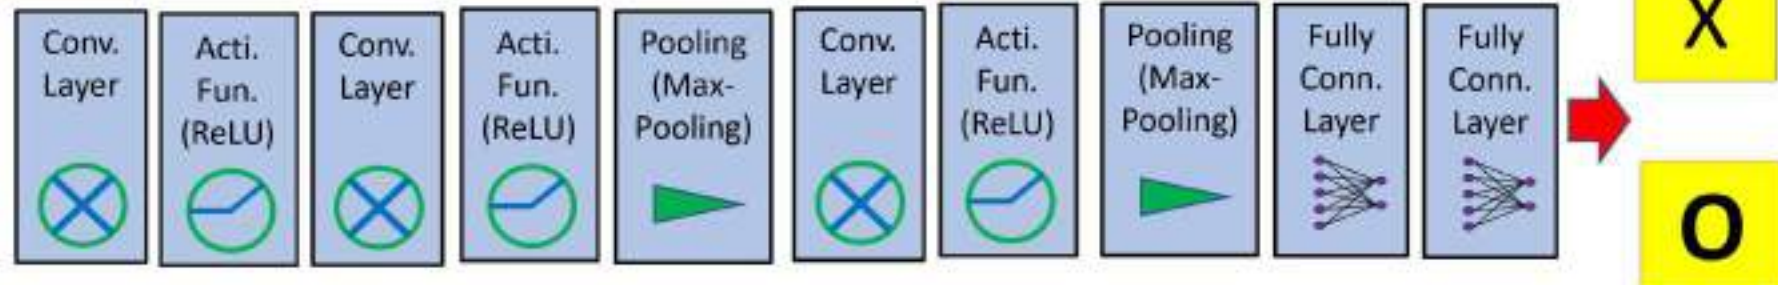 Conv.
Layer
Acti.
Fun.
(ReLU)
Conv.
Layer
Acti.
Fun.
(ReLU)
Pooling
(Max-
Pooling)
Conv.
Layer
Acti.
Fun.
(ReLU)
Pooling
(Max-
Pooling)
Fully
Conn.
Layer
Fully
Conn.
Layer
X
O